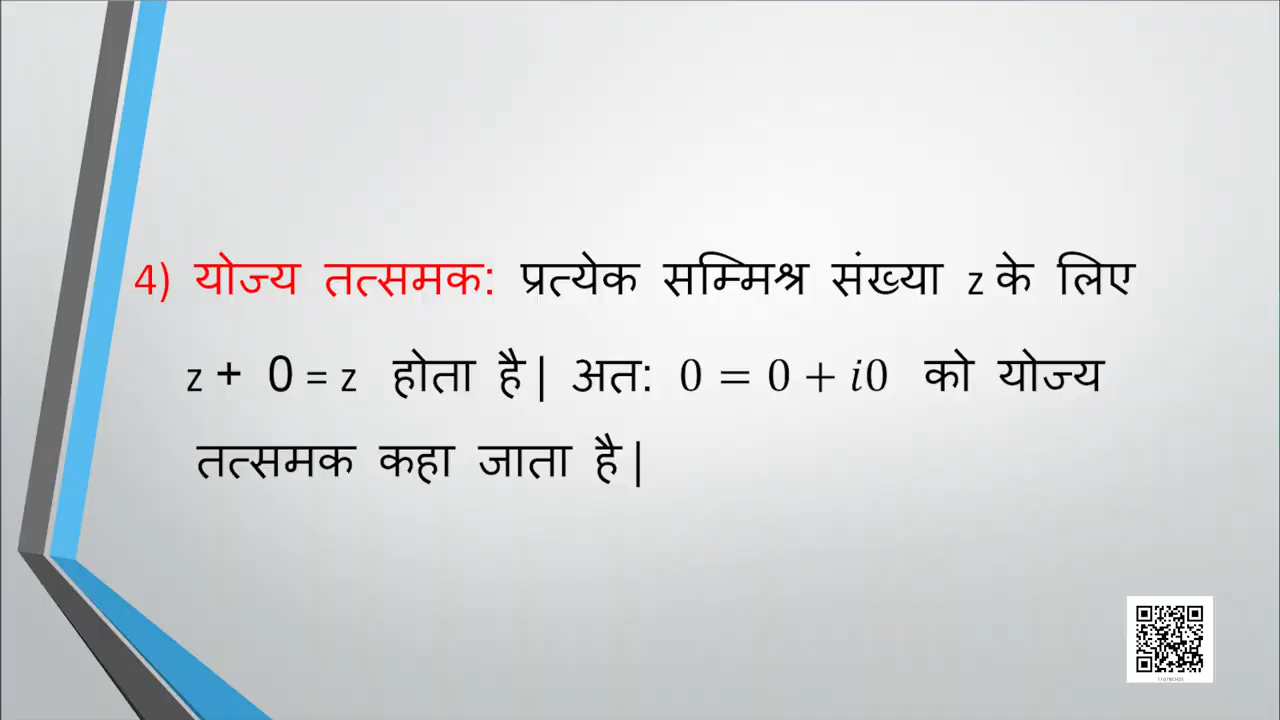 4) योज्य तत्समक: प्रत्येक सम्मिश्र संख्या z के लिए
z + 0 = z होता है| अत: 0 = 0 + i0 को योज्य
तत्समक कहा जाता है|